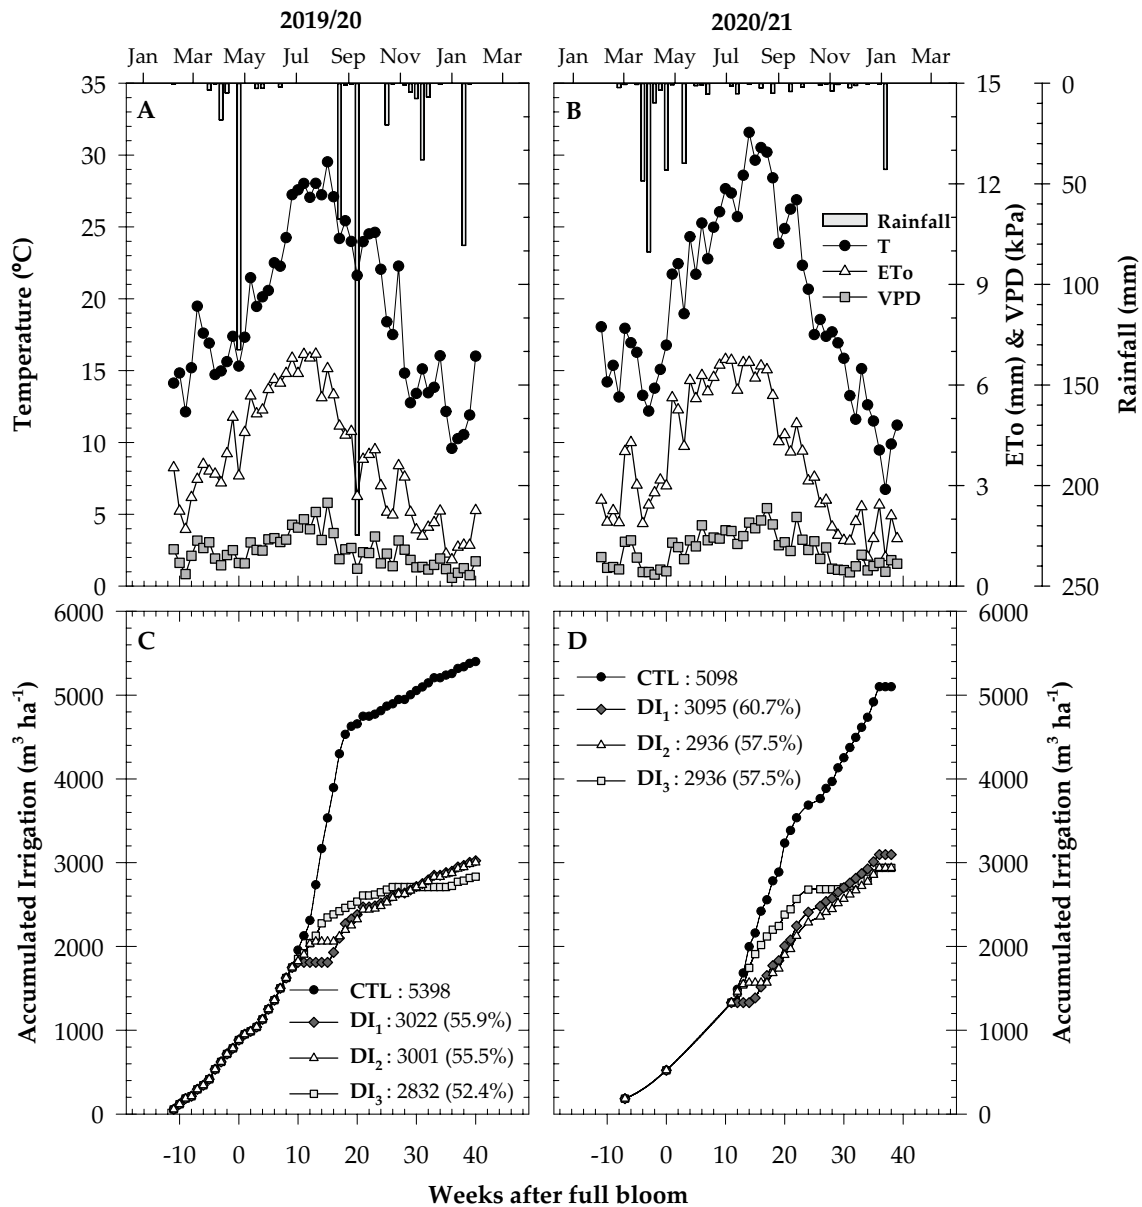 2019/20
2020/21
Jan Mar May Jul Sep Nov Jan Mar
Jan Mar May Jul Sep Nov Jan Mar
35
30
25
20
15
10
5
0
Temperature (ºC)
A
B
Rainfall
T
ETo
VPD
15
12
9
6
3
0
ETo (mm) & VPD (kPa)
0
50
100
150
200
250
Rainfall (mm)
6000
5000
4000
3000
2000
1000
0
Accumulated Irrigation (m³ ha⁻¹)
C
CTL : 5398
DI₁ : 3022 (55.9%)
DI₂ : 3001 (55.5%)
DI₃ : 2832 (52.4%)
D
CTL : 5098
DI₁ : 3095 (60.7%)
DI₂ : 2936 (57.5%)
DI₃ : 2936 (57.5%)
6000
5000
4000
3000
2000
1000
0
Accumulated Irrigation (m³ ha⁻¹)
-10 0 10 20 30 40
-10 0 10 20 30 40
Weeks after full bloom